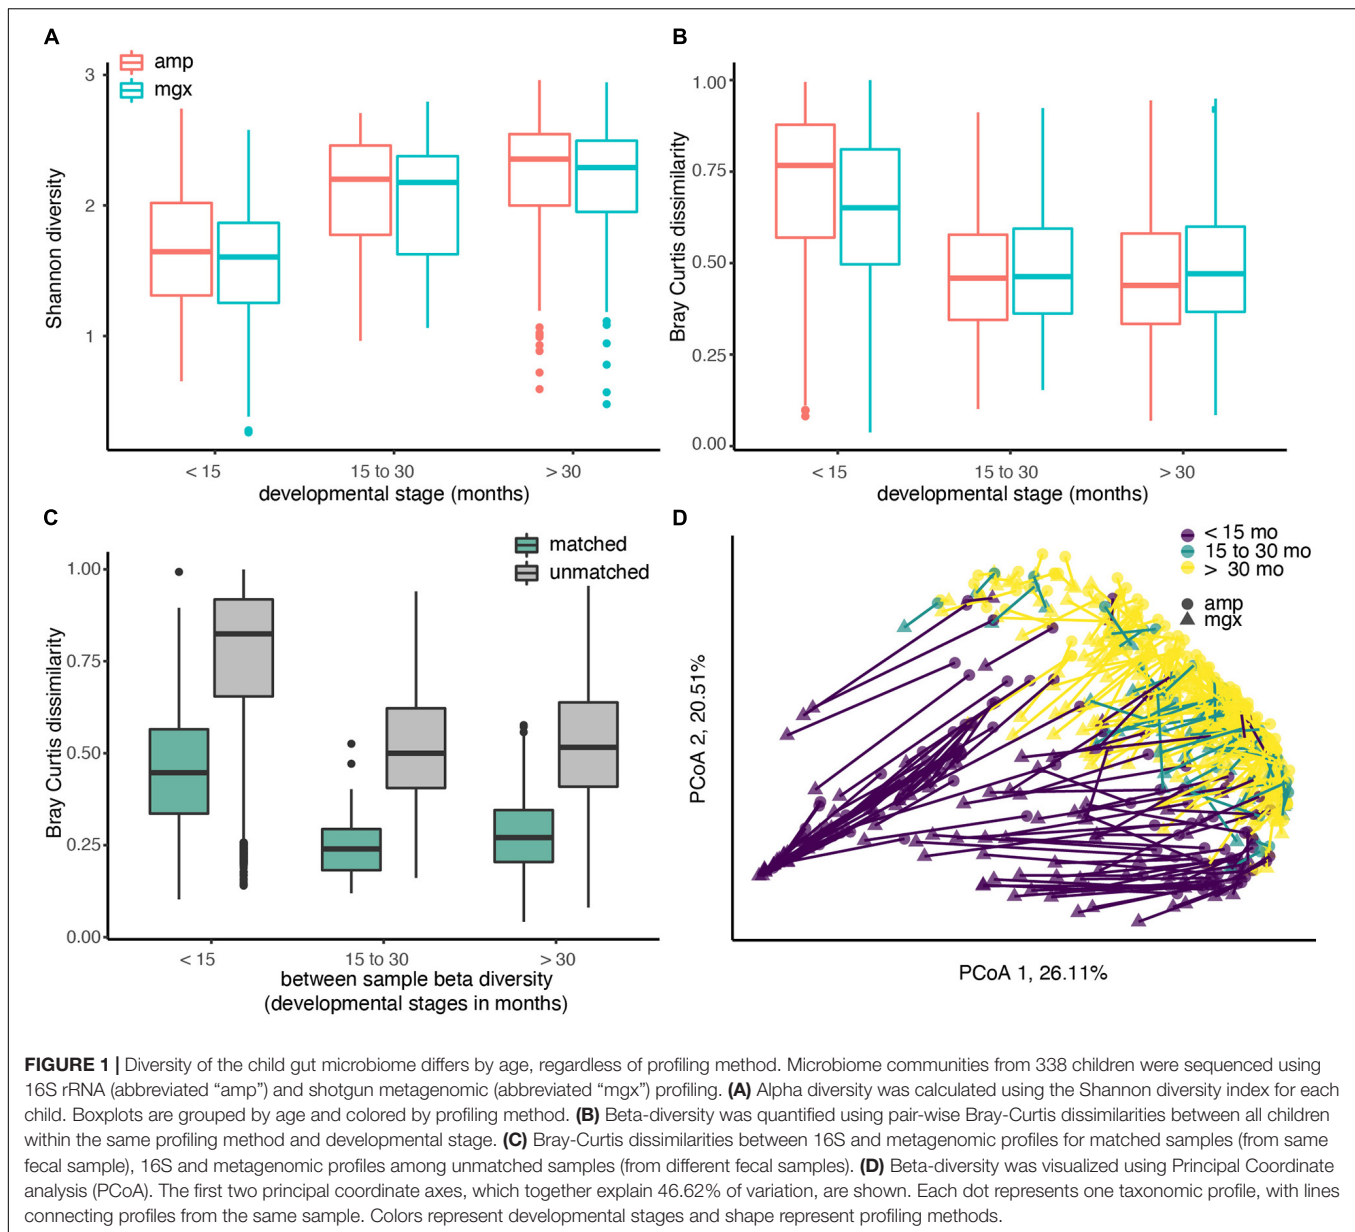 A
amp
mgx
3
2
1
Shannon diversity
< 15
15 to 30
> 30
developmental stage (months)
B
1.00
0.75
0.50
0.25
0.00
Bray Curtis dissimilarity
< 15
15 to 30
> 30
developmental stage (months)
C
matched
unmatched
1.00
0.75
0.50
0.25
0.00
Bray Curtis dissimilarity
< 15
15 to 30
> 30
between sample beta diversity
(developmental stages in months)
D
< 15 mo
15 to 30 mo
> 30 mo
amp
mgx
PCoA 2, 20.51%
PCoA 1, 26.11%
FIGURE 1 | Diversity of the child gut microbiome differs by age, regardless of profiling method. Microbiome communities from 338 children were sequenced using
16S rRNA (abbreviated “amp”) and shotgun metagenomic (abbreviated “mgx”) profiling. (A) Alpha diversity was calculated using the Shannon diversity index for each
child. Boxplots are grouped by age and colored by profiling method. (B) Beta-diversity was quantified using pair-wise Bray-Curtis dissimilarities between all children
within the same profiling method and developmental stage. (C) Bray-Curtis dissimilarities between 16S and metagenomic profiles for matched samples (from same
fecal sample), 16S and metagenomic profiles among unmatched samples (from different fecal samples). (D) Beta-diversity was visualized using Principal Coordinate
analysis (PCoA). The first two principal coordinate axes, which together explain 46.62% of variation, are shown. Each dot represents one taxonomic profile, with lines
connecting profiles from the same sample. Colors represent developmental stages and shape represent profiling methods.